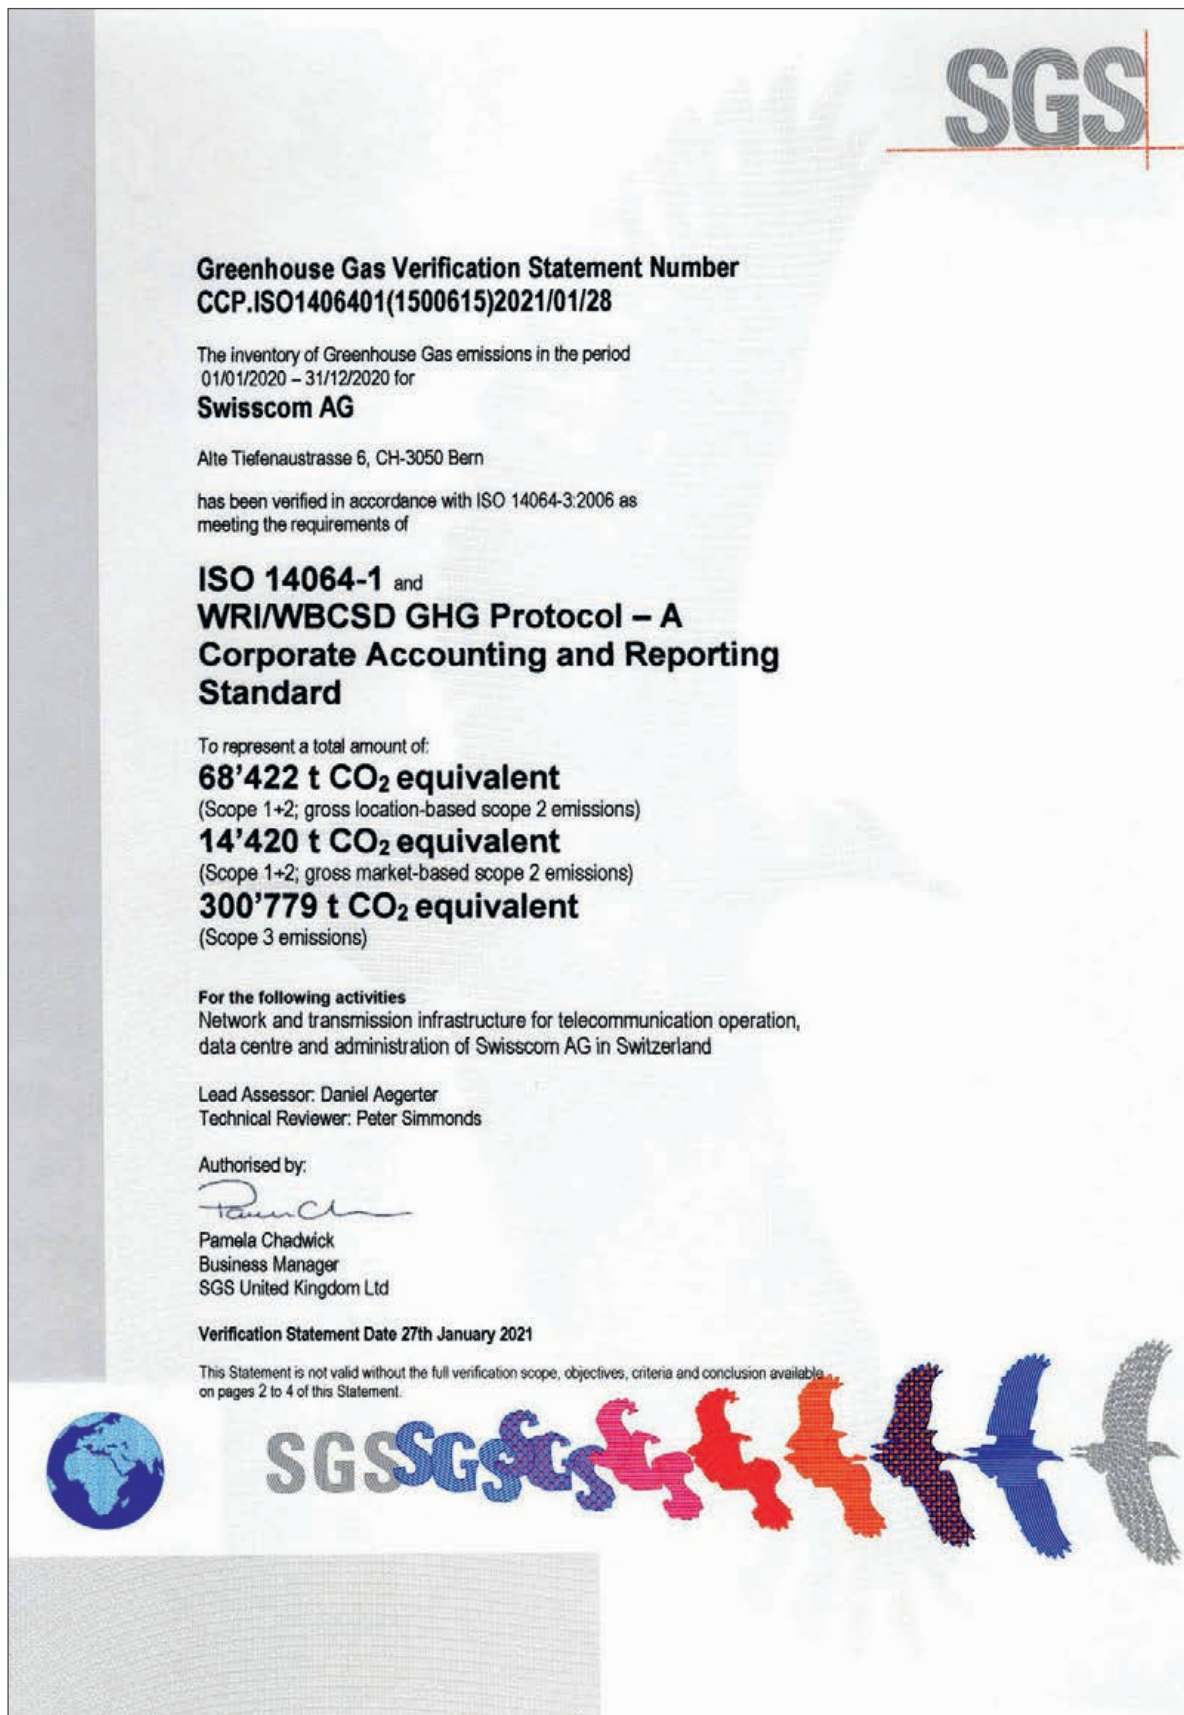 SGS
Greenhouse Gas Verification Statement Number
CCP.ISO1406401(1500615)2021/01/28
The inventory of Greenhouse Gas emissions in the period
01/01/2020 – 31/12/2020 for
Swisscom AG
Alte Tiefenaustrasse 6, CH-3050 Bern
has been verified in accordance with ISO 14064-3:2006 as
meeting the requirements of
ISO 14064-1 and
WRI/WBCSD GHG Protocol – A
Corporate Accounting and Reporting
Standard
To represent a total amount of:
68’422 t CO₂ equivalent
(Scope 1+2; gross location-based scope 2 emissions)
14’420 t CO₂ equivalent
(Scope 1+2; gross market-based scope 2 emissions)
300’779 t CO₂ equivalent
(Scope 3 emissions)
For the following activities
Network and transmission infrastructure for telecommunication operation,
data centre and administration of Swisscom AG in Switzerland
Lead Assessor: Daniel Aegerter
Technical Reviewer: Peter Simmonds
Authorised by:
Pamela Chadwick
Business Manager
SGS United Kingdom Ltd
Verification Statement Date 27th January 2021
This Statement is not valid without the full verification scope, objectives, criteria and conclusion available
on pages 2 to 4 of this Statement.
SGS SGS SGS